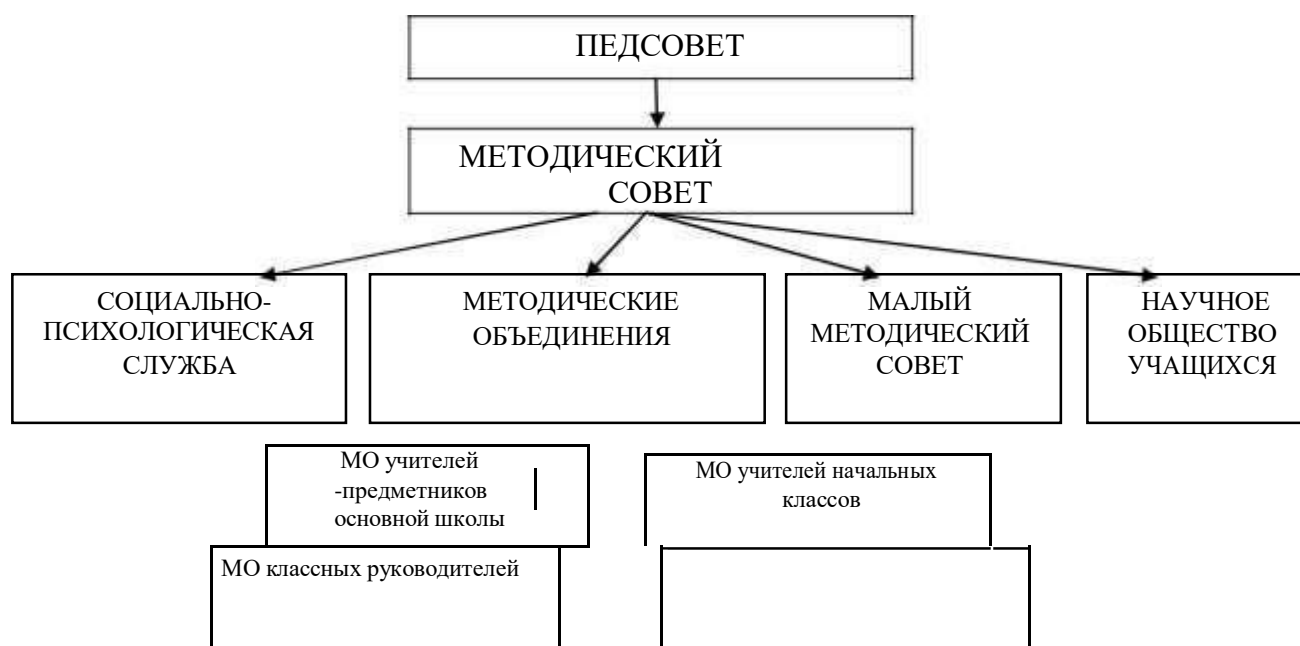 ПЕДСОВЕТ
МЕТОДИЧЕСКИЙ
СОВЕТ
СОЦИАЛЬНО-
ПСИХОЛОГИЧЕСКАЯ
СЛУЖБА
МЕТОДИЧЕСКИЕ
ОБЪЕДИНЕНИЯ
МАЛЫЙ
МЕТОДИЧЕСКИЙ
СОВЕТ
НАУЧНОЕ
ОБЩЕСТВО
УЧАЩИХСЯ
МО учителей
-предметников
основной школы
МО учителей начальных
классов
МО классных руководителей